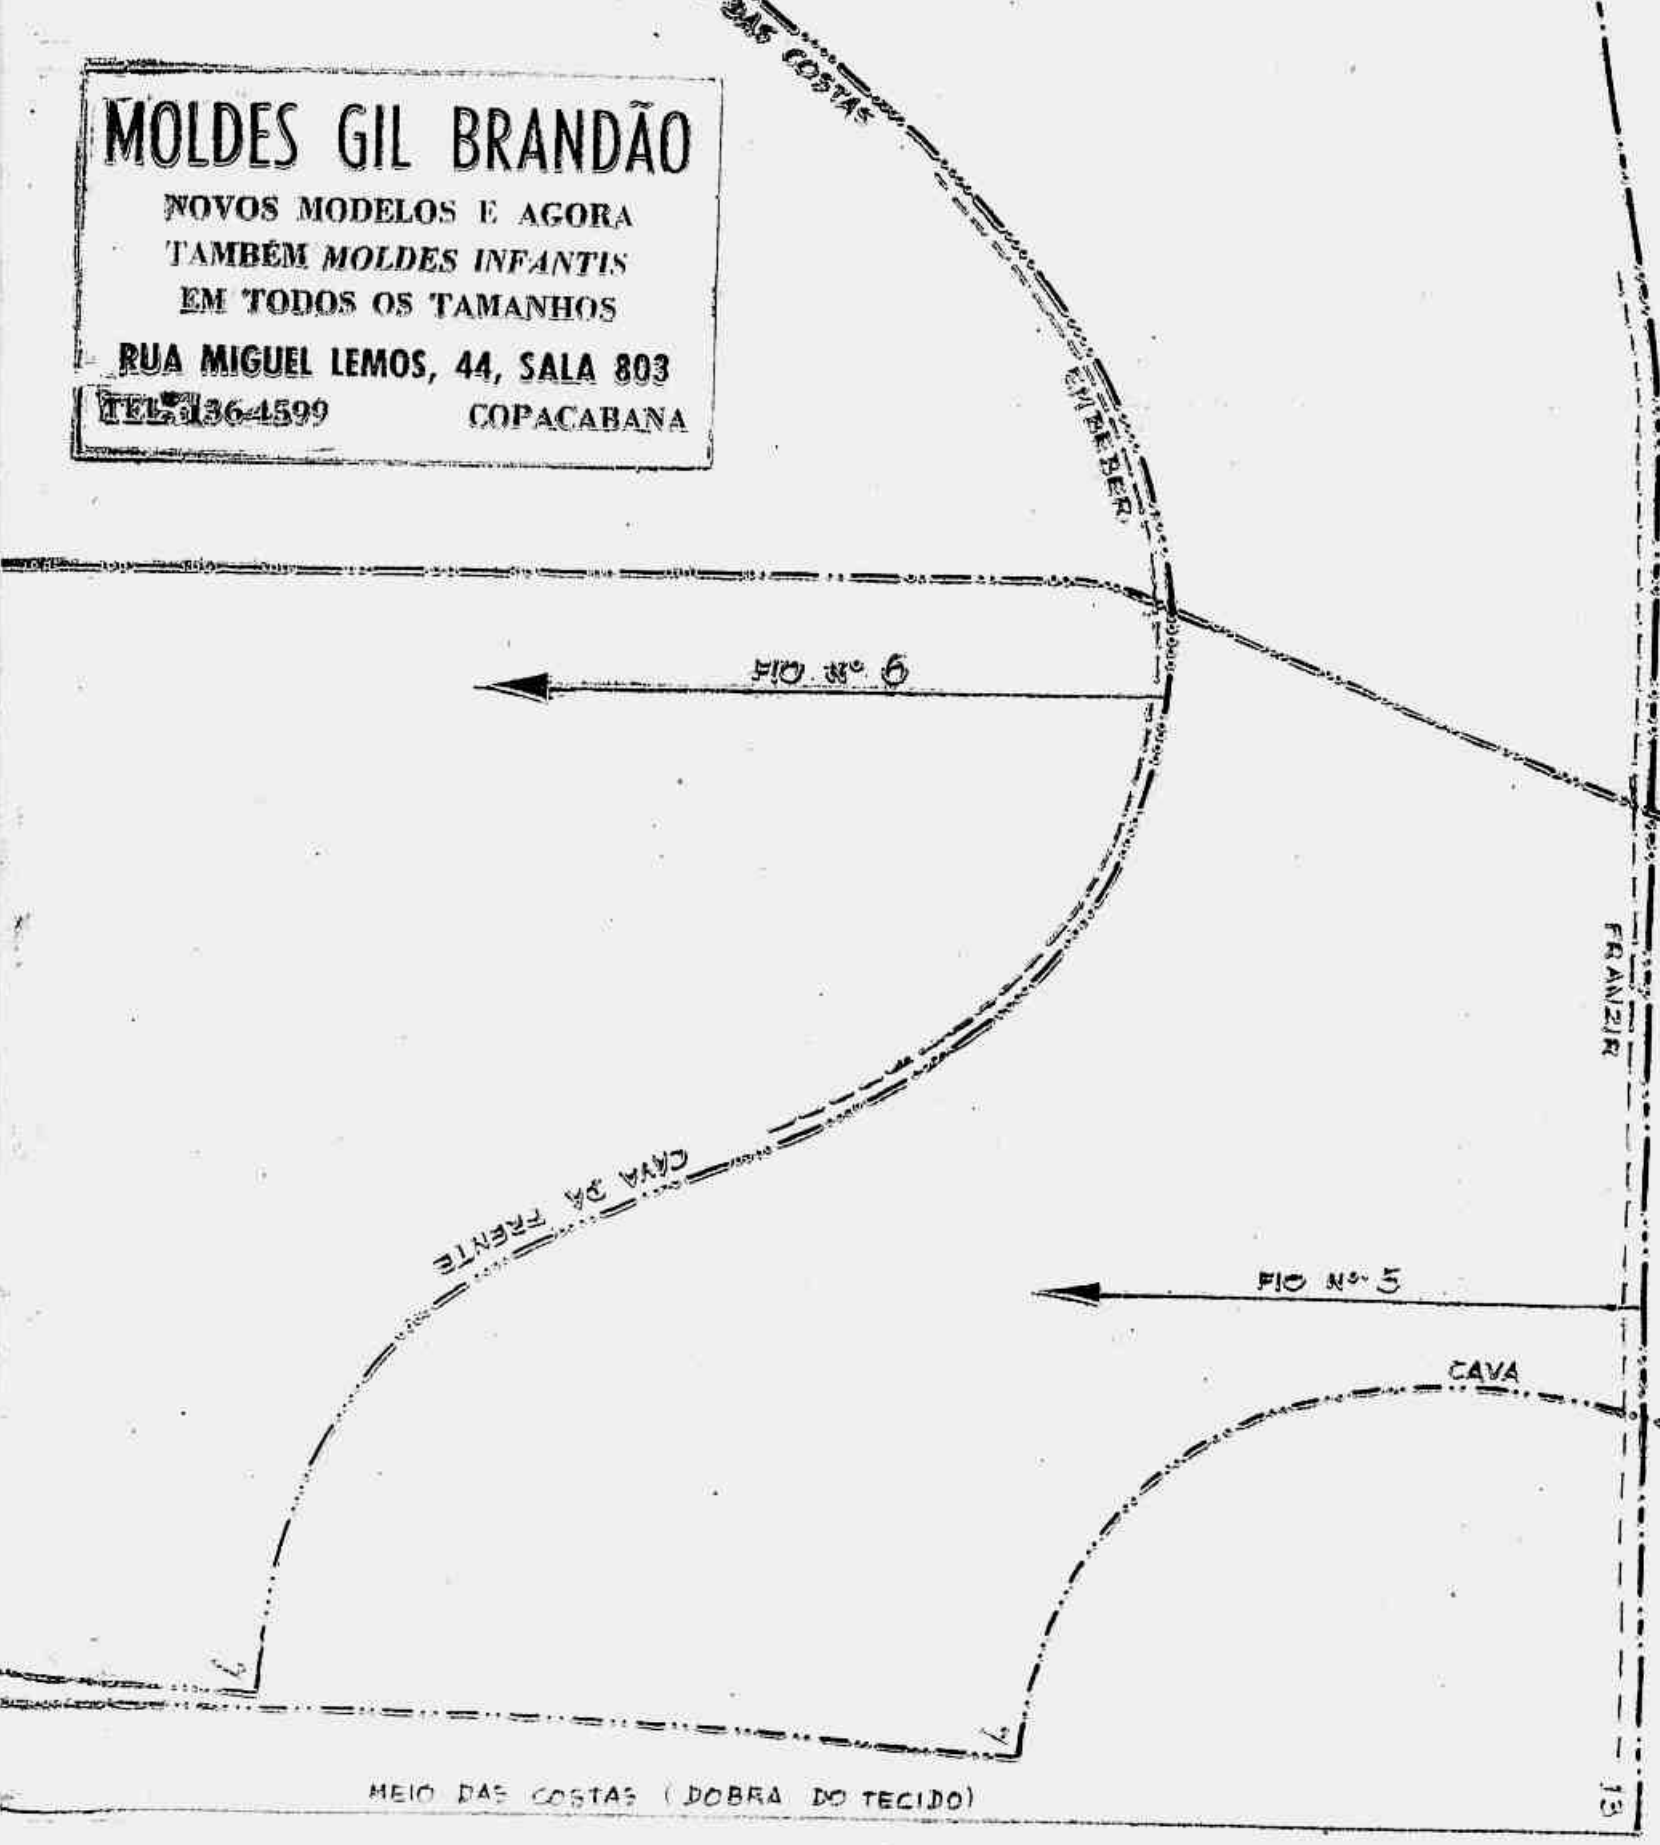 DAS COSTAS
MOLDES GIL BRANDÃO
NOVOS MODELOS E AGORA
TAMBÉM MOLDES INFANTIS
EM TODOS OS TAMANHOS
RUA MIGUEL LEMOS, 44, SALA 803
COPACABANA
EMBEBER
FIO Nº 6
FRANZIR
CAVA DA FRENTE
FIO Nº 5
CAVA
7
7
MEIO DAS COSTAS (DOBRA DO TECIDO)
13